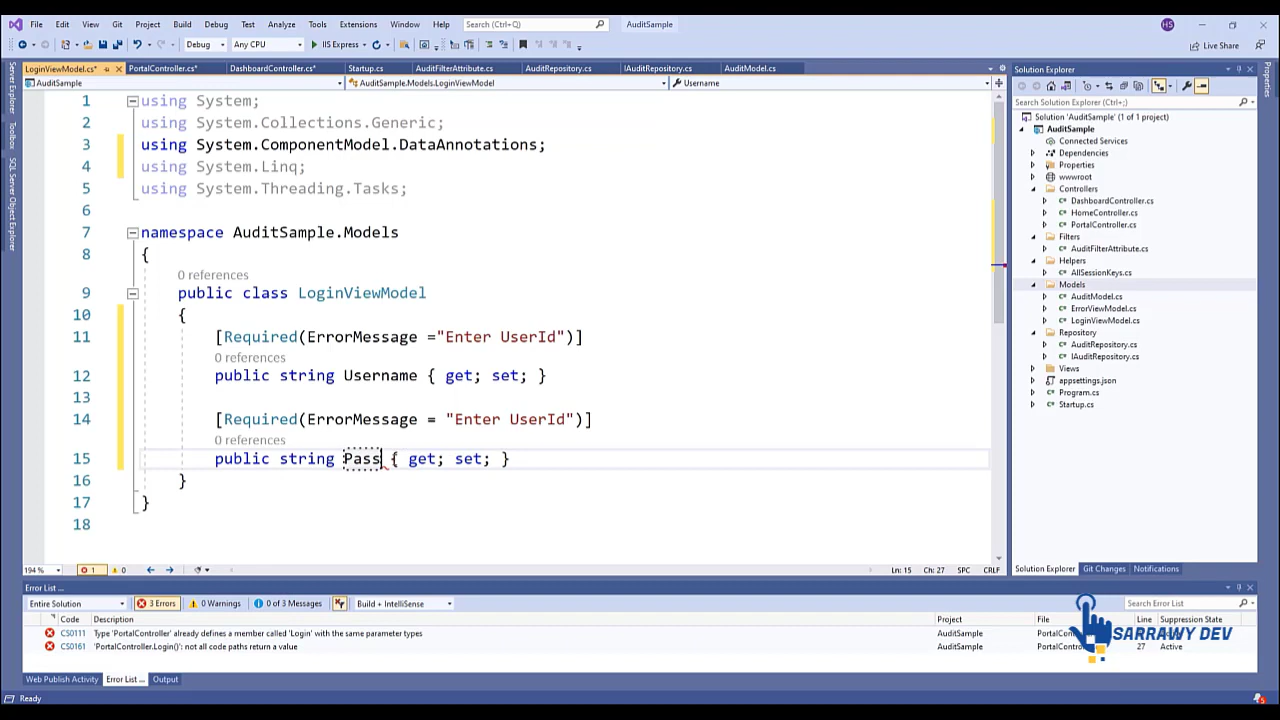 File Edit View Git Project Build Debug Test Analyze Tools Extensions Window Help Search (Ctrl+Q) AuditSample HS
Debug Any CPU IIS Express Live Share
LoginViewModel.cs* PortalController.cs* DashboardController.cs* Startup.cs AuditFilterAttribute.cs AuditRepository.cs IAuditRepository.cs AuditModel.cs
AuditSample AuditSample.Models.LoginViewModel Username
Server Explorer
Toolbox
SQL Server Object Explorer
1 using System;
2 using System.Collections.Generic;
3 using System.ComponentModel.DataAnnotations;
4 using System.Linq;
5 using System.Threading.Tasks;
6
7 namespace AuditSample.Models
8 {
0 references
9 public class LoginViewModel
10 {
11 [Required(ErrorMessage ="Enter UserId")]
0 references
12 public string Username { get; set; }
13
14 [Required(ErrorMessage = "Enter UserId")]
0 references
15 public string Pass { get; set; }
16 }
17 }
18
194 % 1 0 Ln: 15 Ch: 27 SPC CRLF
Solution Explorer
Search Solution Explorer (Ctrl+;)
Solution 'AuditSample' (1 of 1 project)
AuditSample
Connected Services
Dependencies
Properties
wwwroot
Controllers
DashboardController.cs
HomeController.cs
PortalController.cs
Filters
AuditFilterAttribute.cs
Helpers
AllSessionKeys.cs
Models
AuditModel.cs
ErrorViewModel.cs
LoginViewModel.cs
Repository
AuditRepository.cs
IAuditRepository.cs
Views
appsettings.json
Program.cs
Startup.cs
Solution Explorer Git Changes Notifications
Properties
Error List ...
Entire Solution 3 Errors 0 Warnings 0 of 3 Messages Build + IntelliSense Search Error List
Code Description Project File Line Suppression State
CS0111 Type 'PortalController' already defines a member called 'Login' with the same parameter types AuditSample
CS0161 'PortalController.Login()': not all code paths return a value AuditSample 27 Active
SARRAWY DEV
Web Publish Activity Error List ... Output
Ready